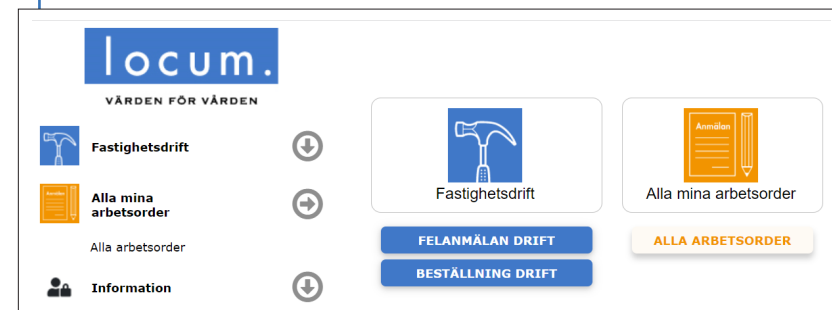 locum.
VÄRDEN FÖR VÅRDEN
Fastighetsdrift
Alla mina
arbetsorder
Alla arbetsorder
Information
Fastighetsdrift
FELANMÄLAN DRIFT
BESTÄLLNING DRIFT
Anmälan
Alla mina arbetsorder
ALLA ARBETSORDER